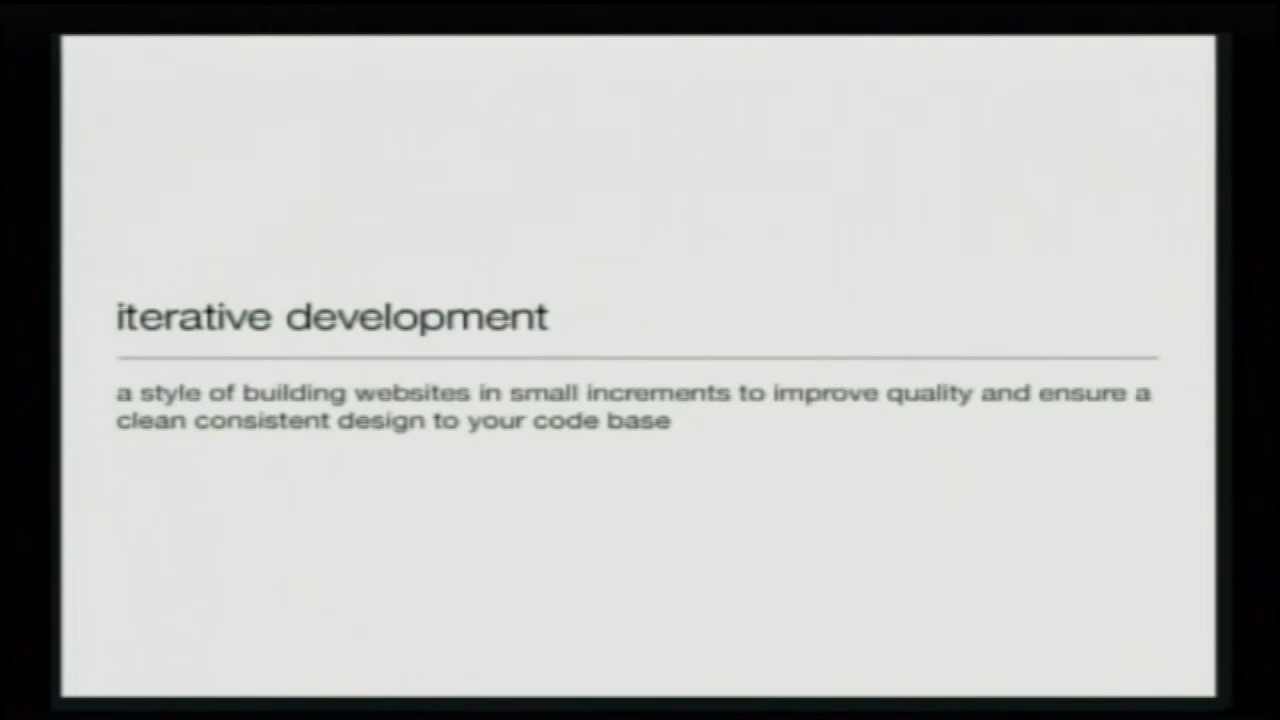 iterative development
a style of building websites in small increments to improve quality and ensure a
clean consistent design to your code base